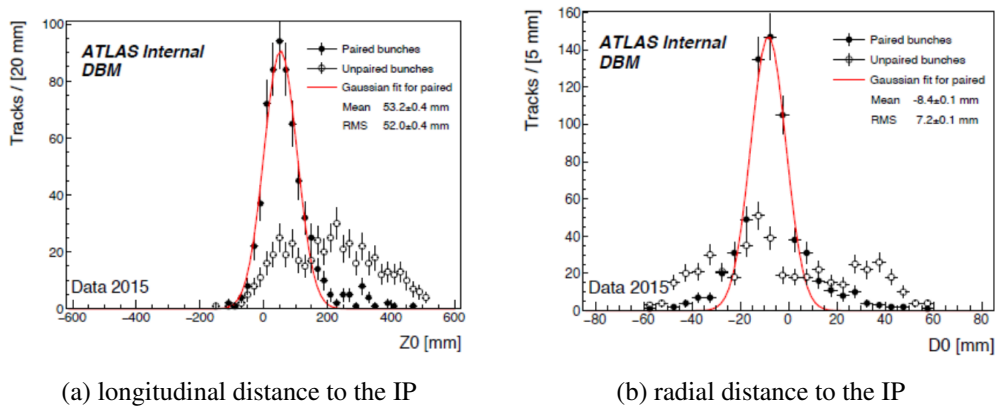 ATLAS Internal
DBM
Paired bunches
Unpaired bunches
Gaussian fit for paired
Mean 53.2±0.4 mm
RMS 52.0±0.4 mm
Data 2015
Tracks / [20 mm]
100
80
60
40
20
0
−600 −400 −200 0 200 400 600
Z0 [mm]
(a) longitudinal distance to the IP
ATLAS Internal
DBM
Paired bunches
Unpaired bunches
Gaussian fit for paired
Mean -8.4±0.1 mm
RMS 7.2±0.1 mm
Data 2015
Tracks / [5 mm]
160
140
120
100
80
60
40
20
0
−80 −60 −40 −20 0 20 40 60 80
D0 [mm]
(b) radial distance to the IP